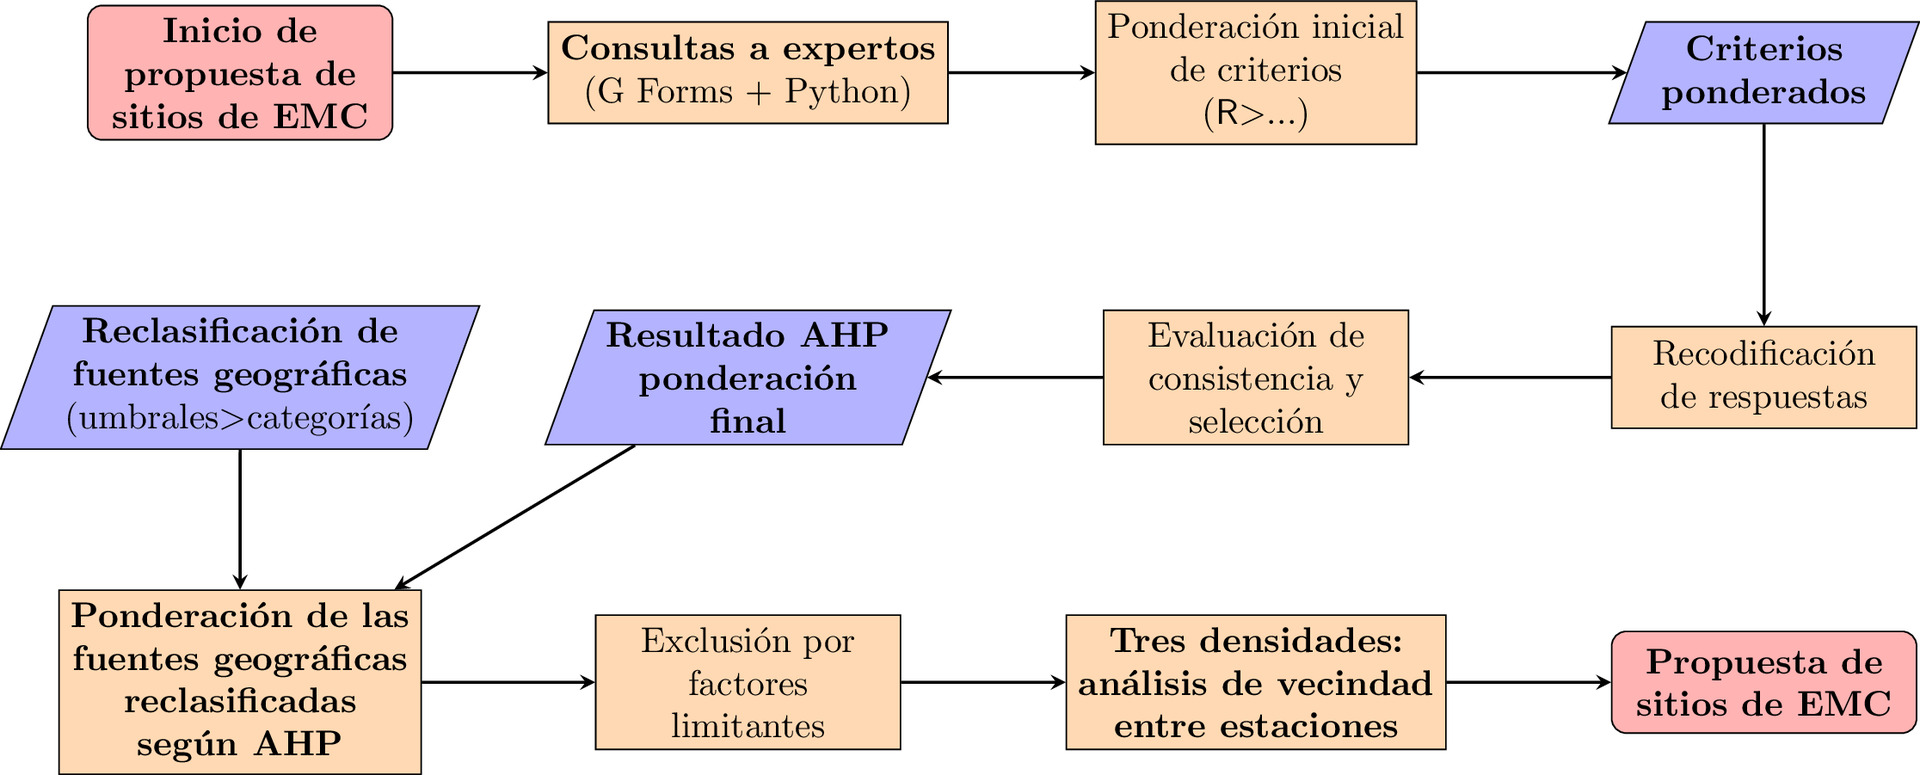 Inicio de
propuesta de
sitios de EMC
Consultas a expertos
(G Forms + Python)
Ponderación inicial
de criterios
(R>...)
Criterios
ponderados
Reclasificación de
fuentes geográficas
(umbrales>categorías)
Resultado AHP
ponderación
final
Evaluación de
consistencia y
selección
Recodificación
de respuestas
Ponderación de las
fuentes geográficas
reclasificadas
según AHP
Exclusión por
factores
limitantes
Tres densidades:
análisis de vecindad
entre estaciones
Propuesta de
sitios de EMC